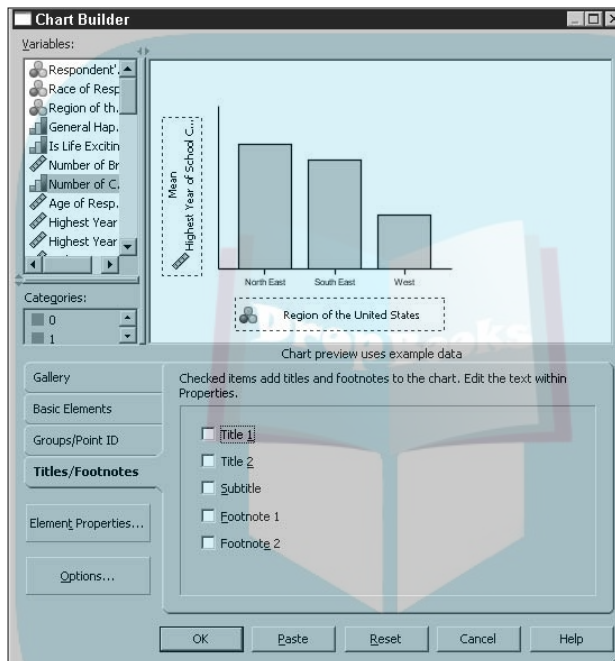 Chart Builder
Variables:
Respondent'.
Race of Resp
Region of th.
General Hap.
Is Life Excitin
Number of Br
Number of C.
Age of Resp.
Highest Year
Highest Year
Categories:
0
1
Mean
Highest Year of School C...
North East
South East
West
Region of the United States
DropBooks
Chart preview uses example data
Gallery
Basic Elements
Groups/Point ID
Titles/Footnotes
Element Properties...
Options...
Checked items add titles and footnotes to the chart. Edit the text within
Properties.
Title 1
Title 2
Subtitle
Footnote 1
Footnote 2
OK
Paste
Reset
Cancel
Help